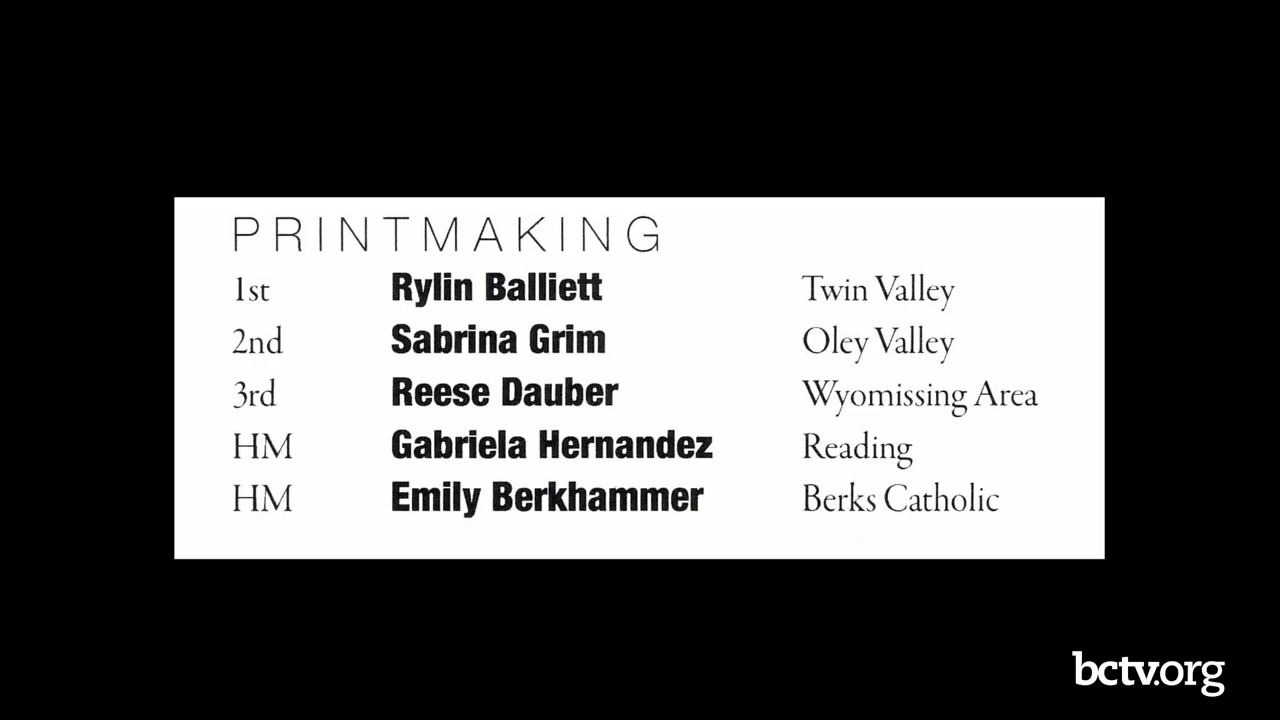 PRINTMAKING
1st Rylin Balliett Twin Valley
2nd Sabrina Grim Oley Valley
3rd Reese Dauber Wyomissing Area
HM Gabriela Hernandez Reading
HM Emily Berkhammer Berks Catholic
bctv.org